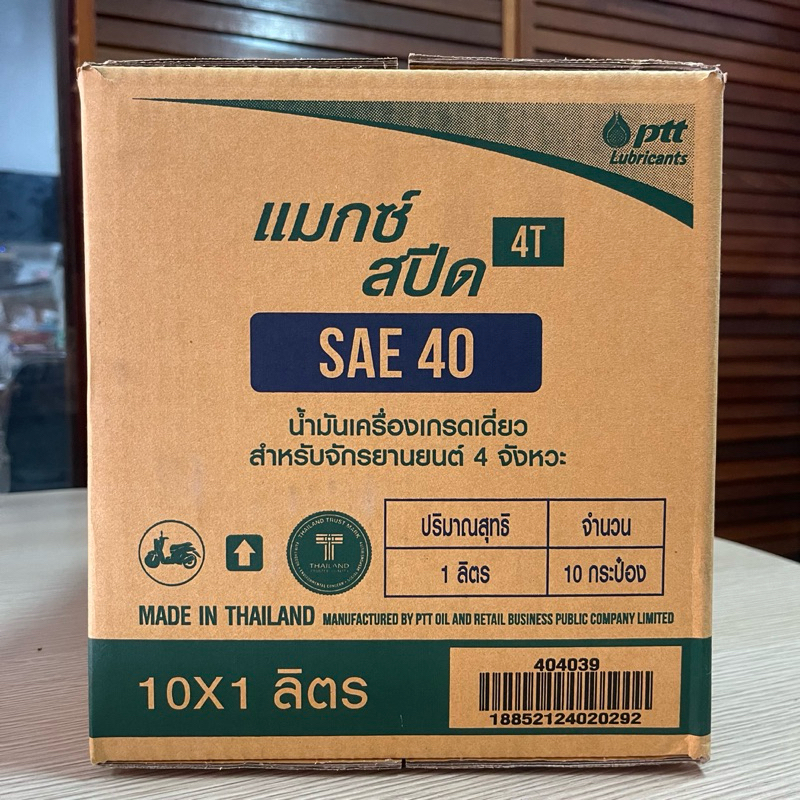 ptt
Lubricants
แมกซ์
สปีด 4T
SAE 40
น้ำมันเครื่องเกรดเดี่ยว
สำหรับจักรยานยนต์ 4 จังหวะ
THAILAND TRUST MARK
THAILAND
ปริมาณสุทธิ จำนวน
1 ลิตร 10 กระป๋อง
MADE IN THAILAND MANUFACTURED BY PTT OIL AND RETAIL BUSINESS PUBLIC COMPANY LIMITED
10X1 ลิตร
404039
18852124020292